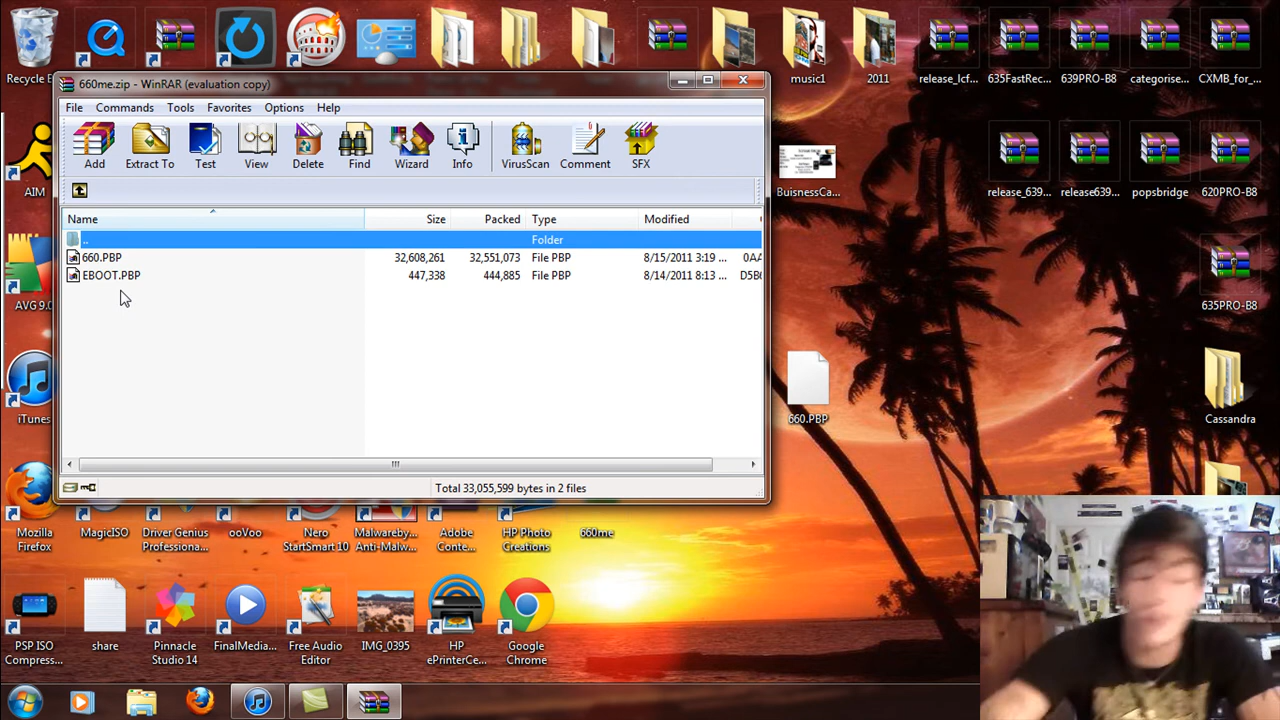 Recycle B
music1
2011
release_lcf...
635FastRec...
639PRO-B8
categorise...
CXMB_for_...
660me.zip - WinRAR (evaluation copy)
File Commands Tools Favorites Options Help
Add
Extract To
Test
View
Delete
Find
Wizard
Info
VirusScan
Comment
SFX
AIM
BuisnessCa...
release_639...
release639...
popsbridge
620PRO-B8
Name Size Packed Type Modified
.. Folder
660.PBP 32,608,261 32,551,073 File PBP 8/15/2011 3:19 ... 0AA
EBOOT.PBP 447,338 444,885 File PBP 8/14/2011 8:13 ...
AVG 9.0
635PRO-B8
iTunes
660.PBP
Cassandra
Total 33,055,599 bytes in 2 files
Mozilla
Firefox
MagicISO
Driver Genius
Professiona...
ooVoo
Nero
StartSmart 10
Malwareby...
Anti-Malw...
Adobe
Conte...
HP Photo
Creations
660me
PSP ISO
Compress...
share
Pinnacle
Studio 14
FinalMedia...
Free Audio
Editor
IMG_0395
HP
ePrinterCe...
Google
Chrome